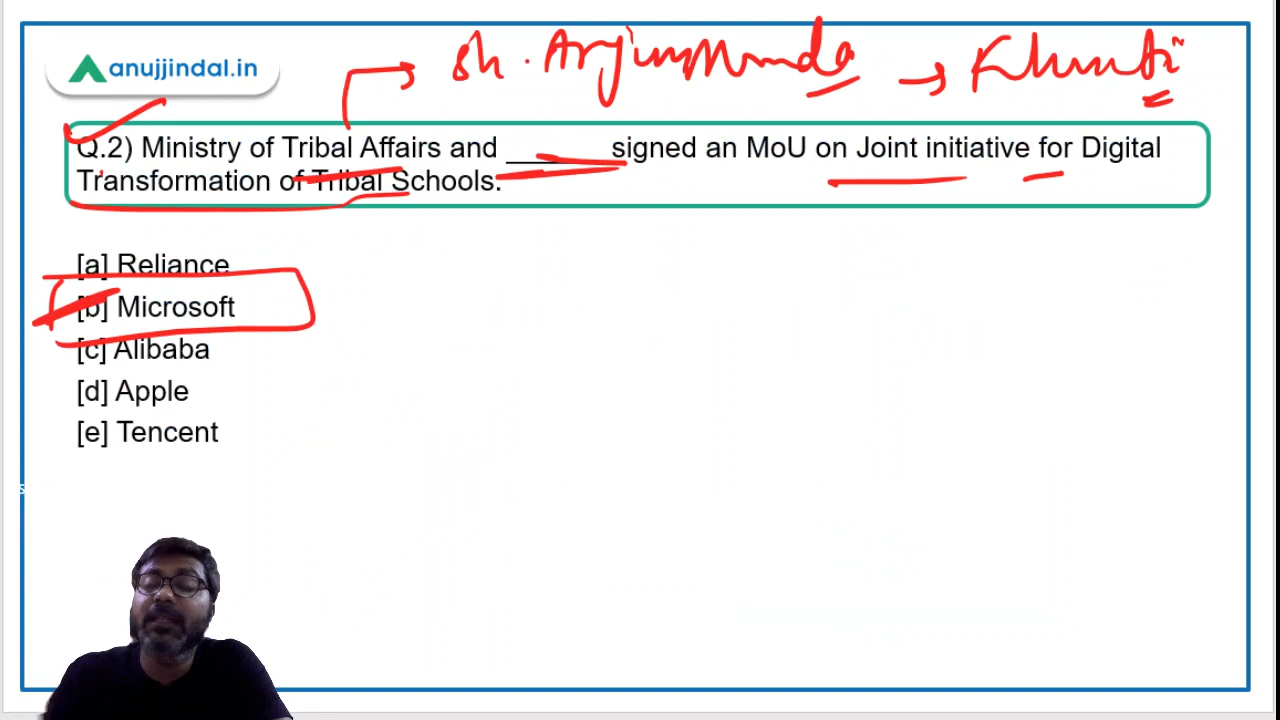 sh. Arjun Munda → Khunti
anujjindal.in
Q.2) Ministry of Tribal Affairs and ______ signed an MoU on Joint initiative for Digital
Transformation of Tribal Schools.
[a] Reliance
[b] Microsoft
[c] Alibaba
[d] Apple
[e] Tencent
s